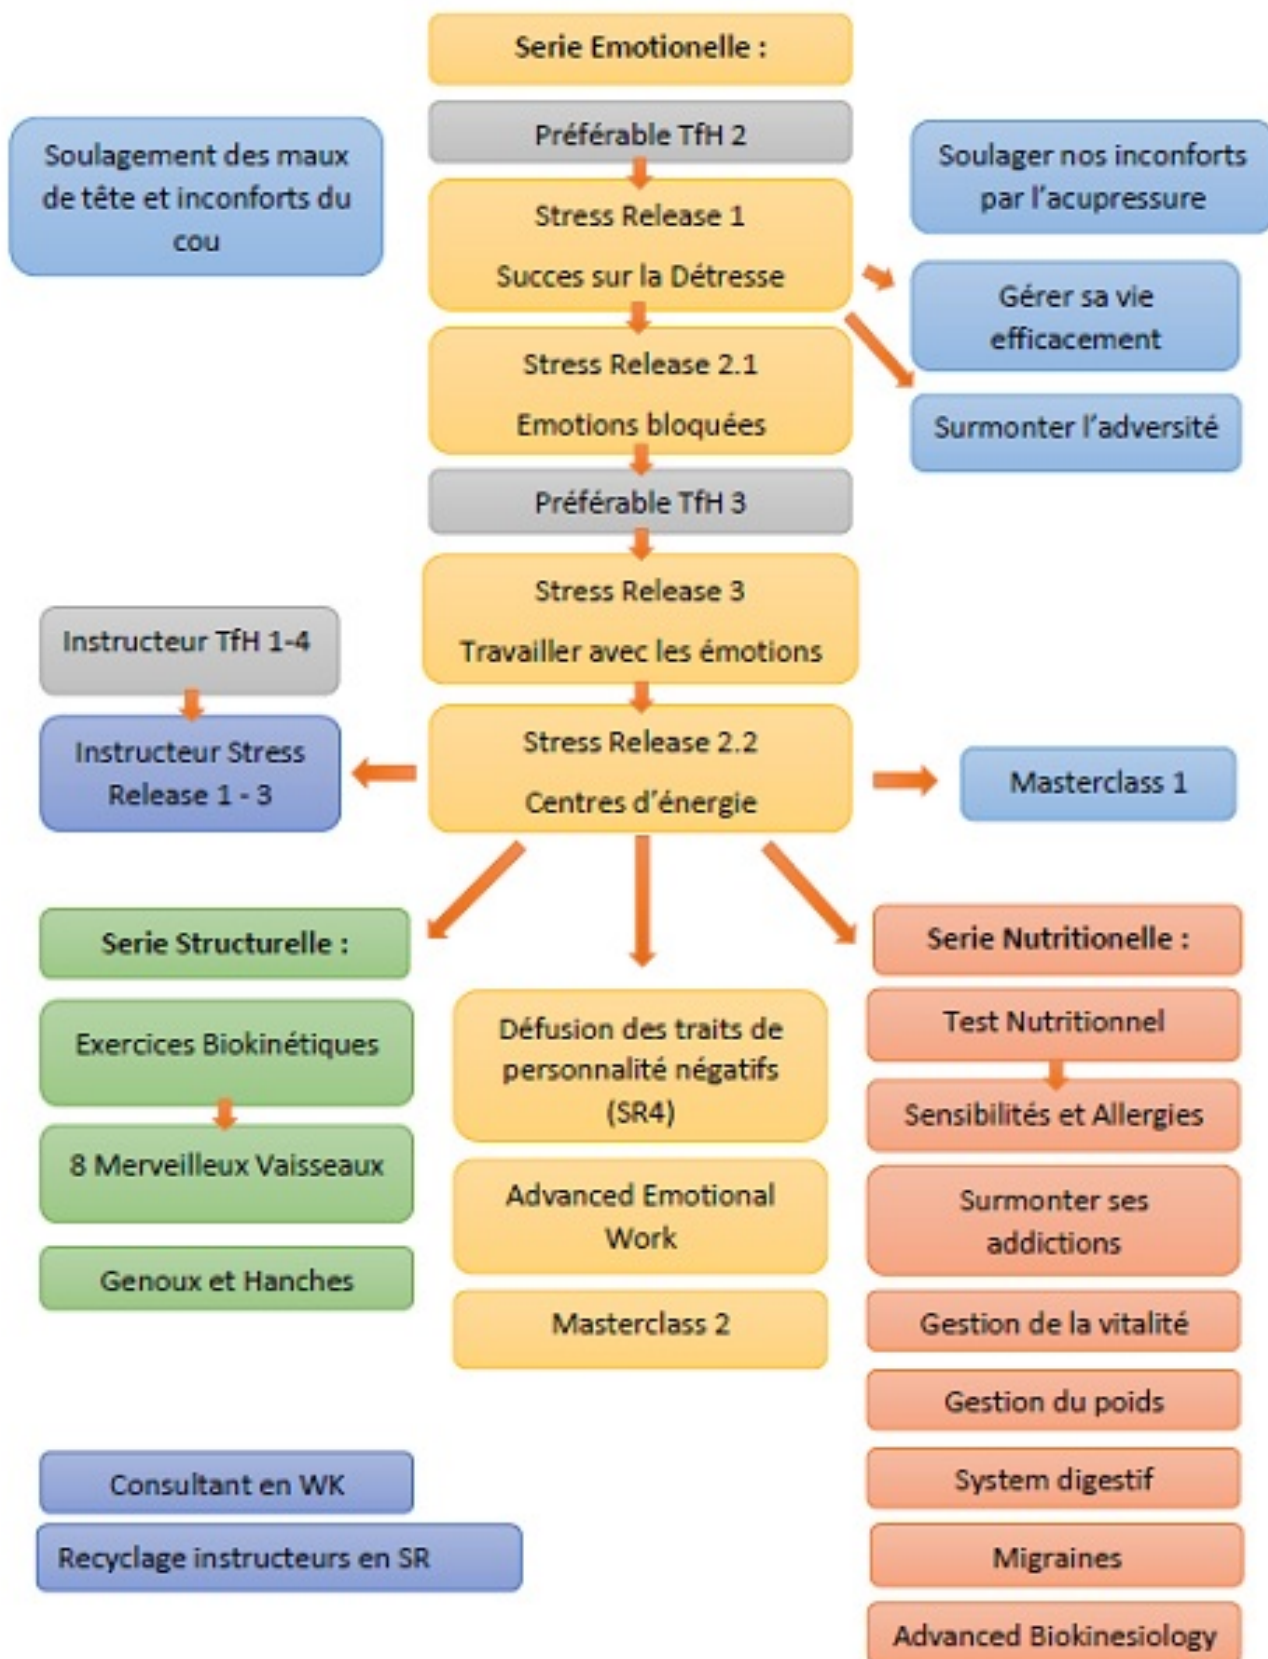 Serie Emotionelle :
Préférable TfH 2
Soulagement des maux
de tête et inconforts du
cou
Soulager nos inconforts
par l'acupressure
Stress Release 1
Succes sur la Détresse
Gérer sa vie
efficacement
Stress Release 2.1
Emotions bloquées
Surmonter l'adversité
Préférable TfH 3
Stress Release 3
Travailler avec les émotions
Instructeur TfH 1-4
Instructeur Stress
Release 1 - 3
Stress Release 2.2
Centres d'énergie
Masterclass 1
Serie Structurelle :
Exercices Biokinétiques
8 Merveilleux Vaisseaux
Genoux et Hanches
Défusion des traits de
personnalité négatifs
(SR4)
Advanced Emotional
Work
Masterclass 2
Serie Nutritionelle :
Test Nutritionnel
Sensibilités et Allergies
Surmonter ses
addictions
Gestion de la vitalité
Gestion du poids
System digestif
Migraines
Advanced Biokinesiology
Consultant en WK
Recyclage instructeurs en SR